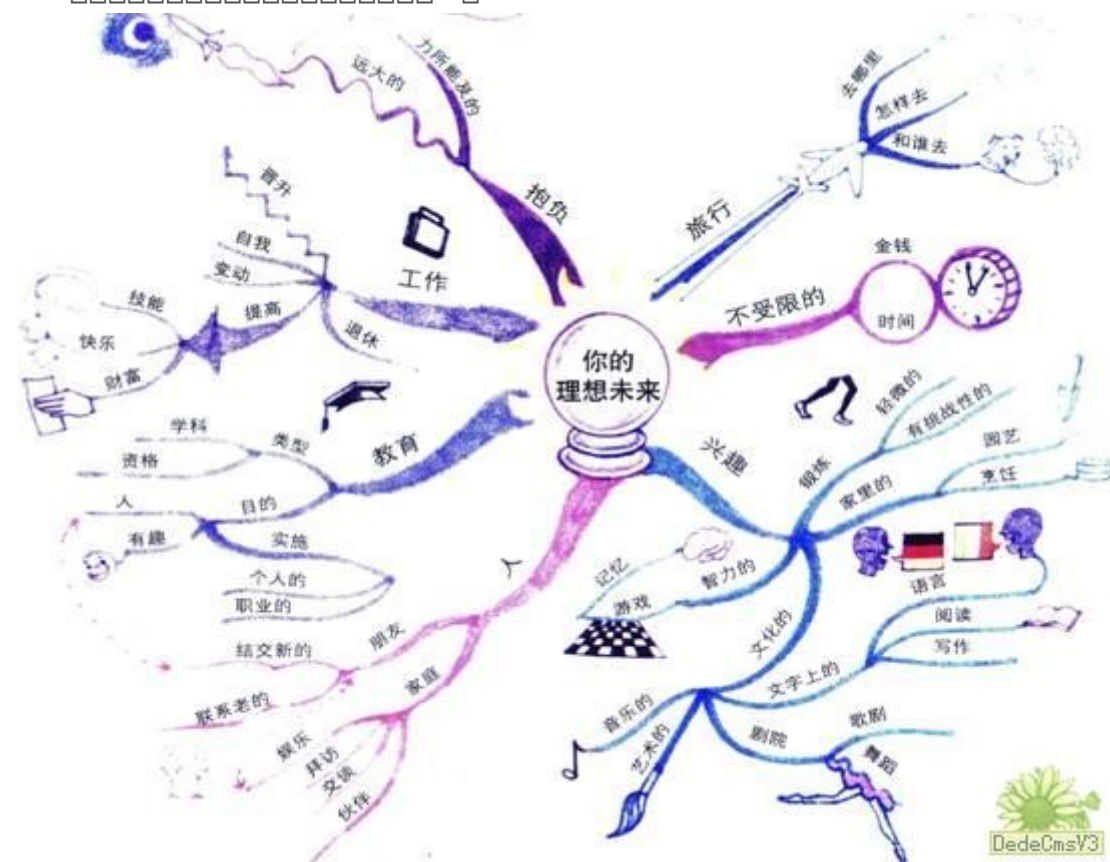 你的
理想未来
抱负
远大的
力所能及的
旅行
去哪里
怎样去
和谁去
不受限的
金钱
时间
工作
晋升
自我
变动
提高
技能
快乐
财富
退休
教育
类型
学科
资格
目的
人
有趣
实施
个人的
职业的
人
朋友
结交新的
联系老的
家庭
娱乐
拜访
交谈
伙伴
兴趣
锻炼
轻微的
有挑战性的
家里的
园艺
烹饪
智力的
记忆
游戏
文化的
文字上的
语言
阅读
写作
剧院
歌剧
舞蹈
艺术的
音乐的
DedeCmsV3